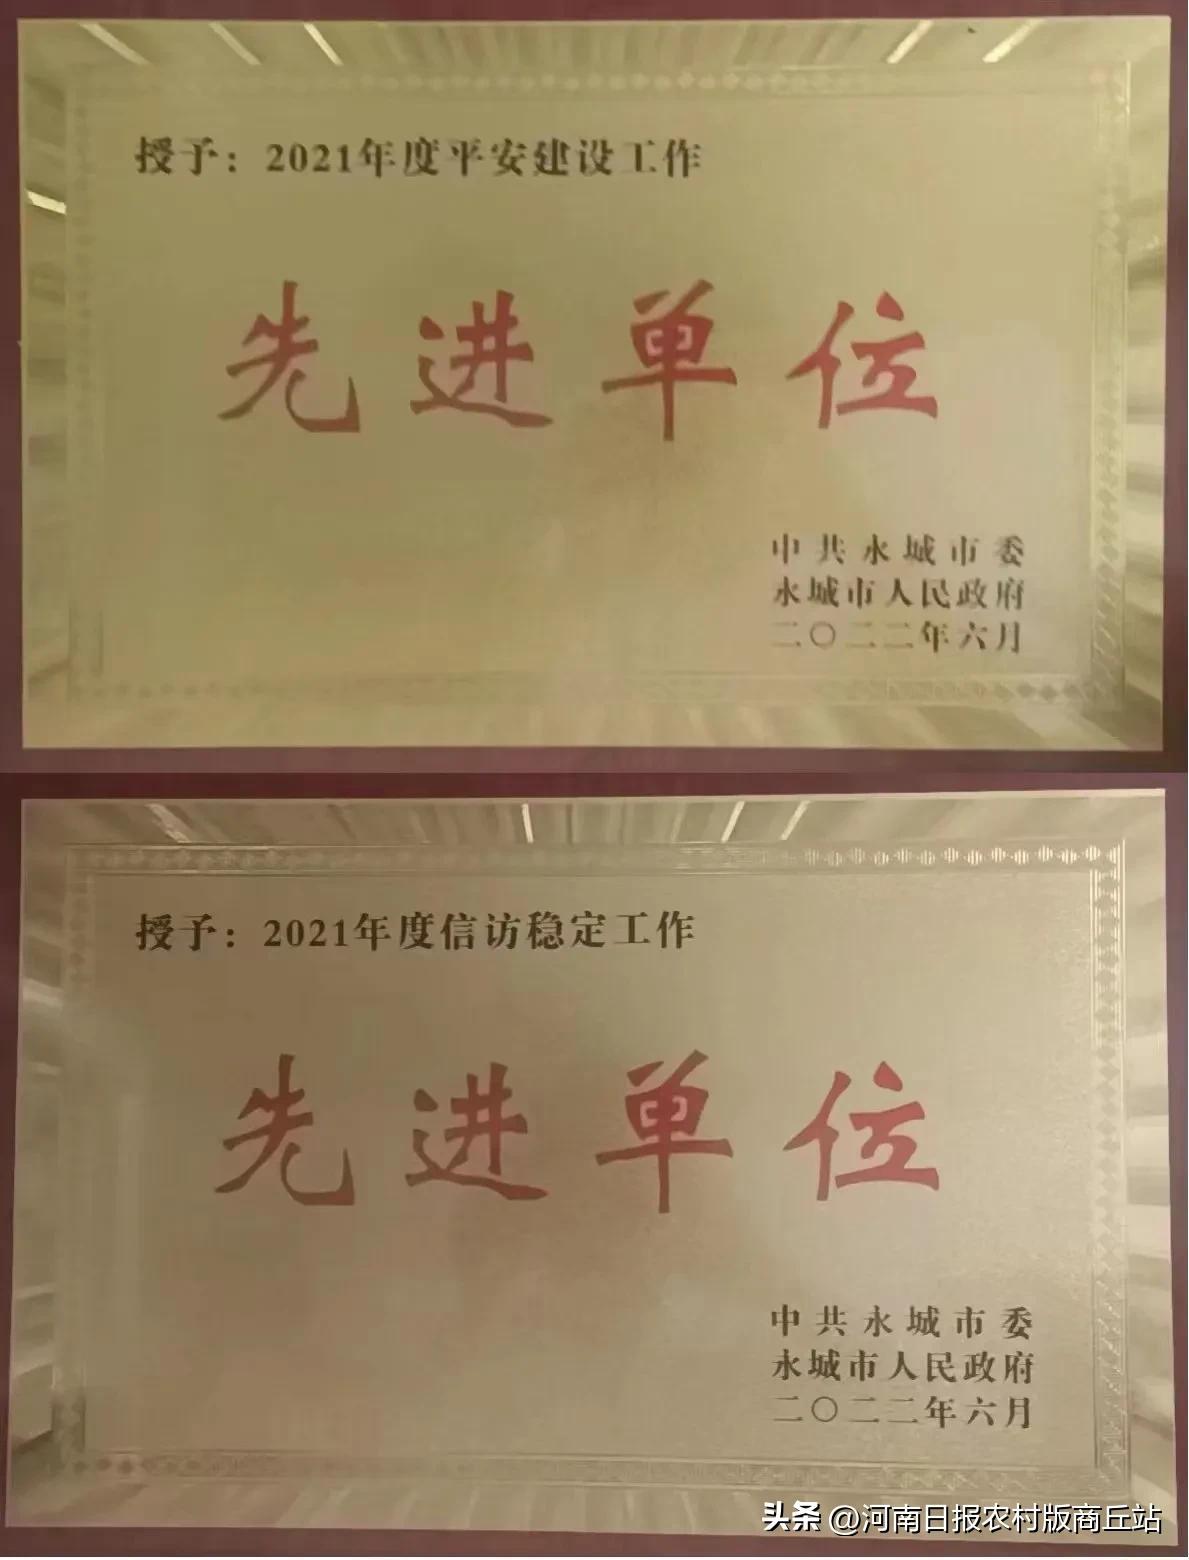 授予：2021年度平安建设工作
先进单位
中共永城市委
永城市人民政府
二〇二二年六月
授予：2021年度信访稳定工作
先进单位
中共永城市委
永城市人民政府
二〇二二年六月
头条 @河南日报农村版商丘站